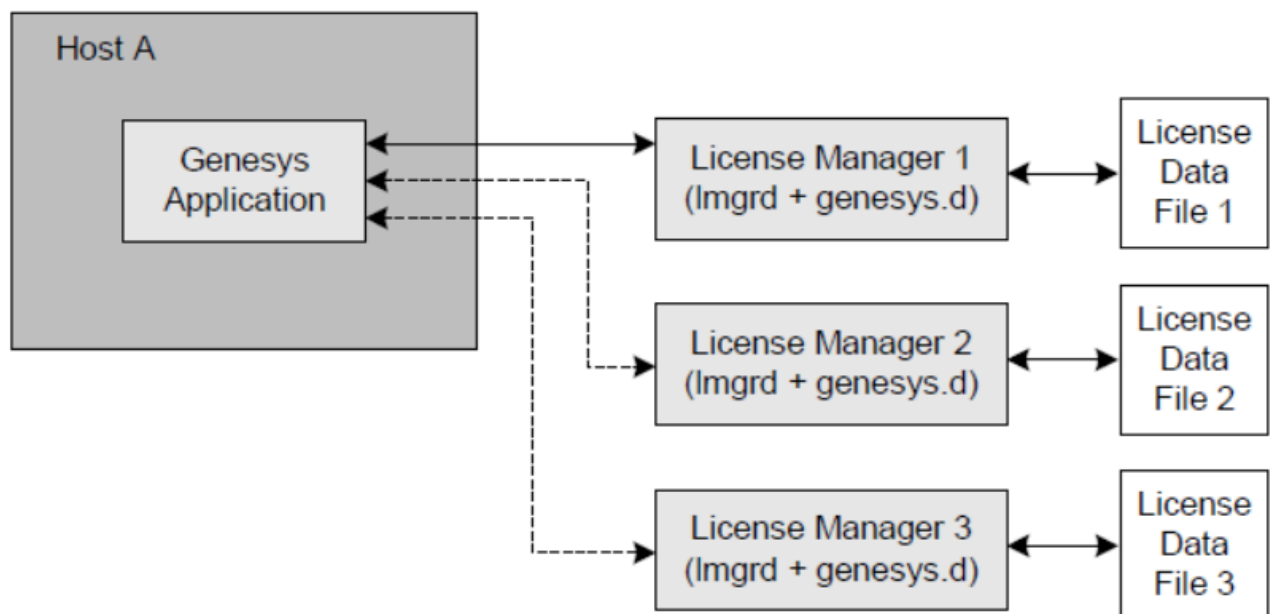 Host A
Genesys
Application
License Manager 1
(lmgrd + genesys.d)
License
Data
File 1
License Manager 2
(lmgrd + genesys.d)
License
Data
File 2
License Manager 3
(lmgrd + genesys.d)
License
Data
File 3